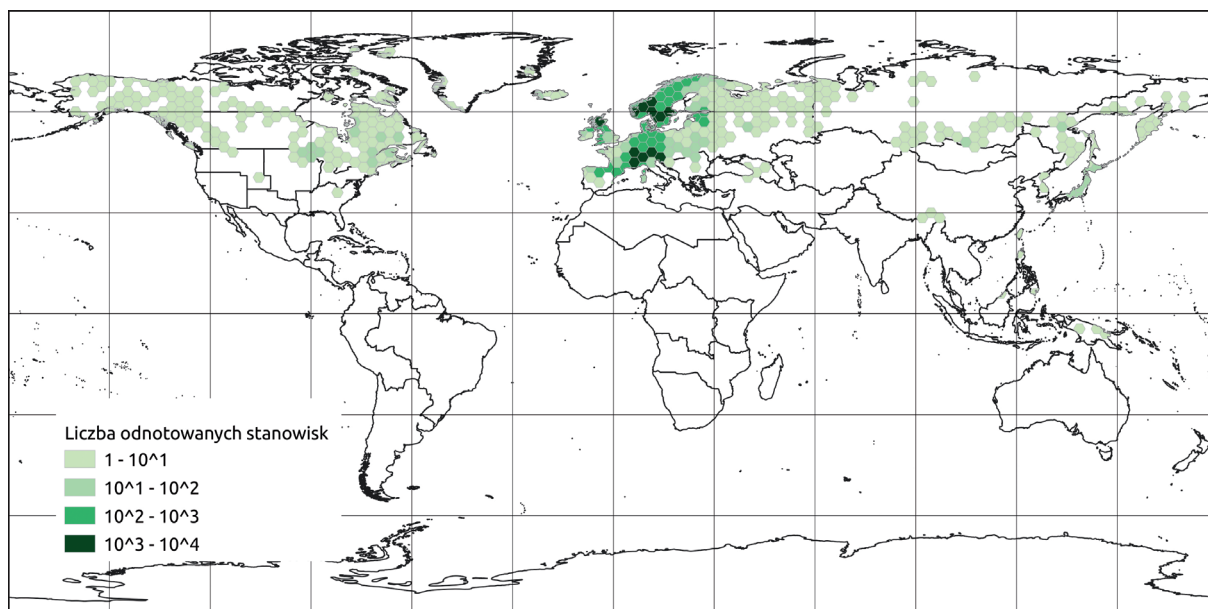 Liczba odnotowanych stanowisk
1 - 10^1
10^1 - 10^2
10^2 - 10^3
10^3 - 10^4